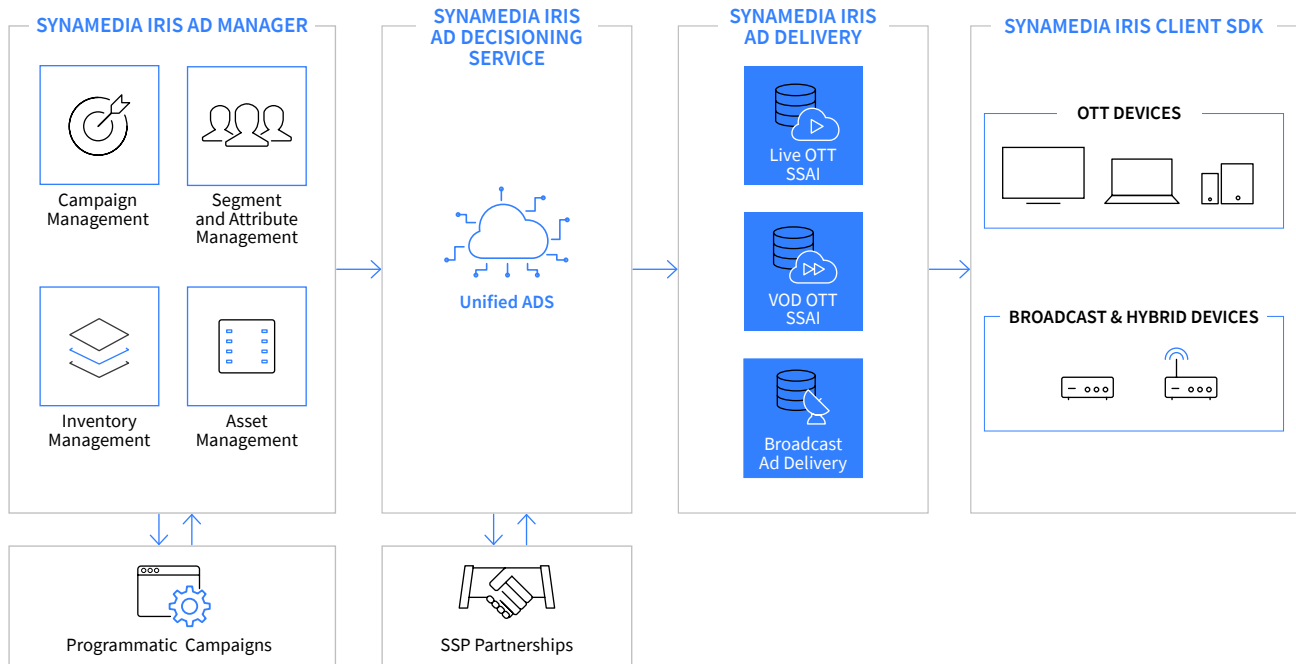 SYNAMEDIA IRIS AD MANAGER
Campaign
Management
Segment
and Attribute
Management
Inventory
Management
Asset
Management
Programmatic Campaigns
SYNAMEDIA IRIS
AD DECISIONING
SERVICE
Unified ADS
SSP Partnerships
SYNAMEDIA IRIS
AD DELIVERY
Live OTT
SSAI
VOD OTT
SSAI
Broadcast
Ad Delivery
SYNAMEDIA IRIS CLIENT SDK
OTT DEVICES
BROADCAST & HYBRID DEVICES